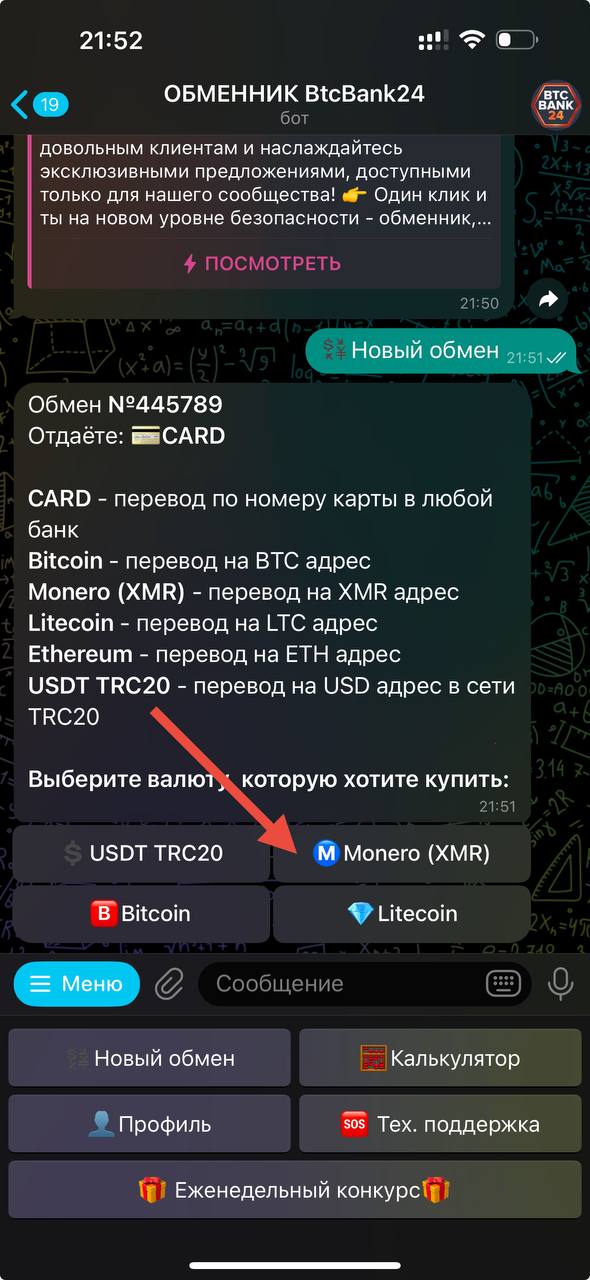 21:52
19
ОБМЕННИК BtcBank24
бот
BTC
BANK
24
довольным клиентам и наслаждайтесь
эксклюзивными предложениями, доступными
только для нашего сообщества! 👉 Один клик и
ты на новом уровне безопасности - обменник,...
ПОСМОТРЕТЬ
21:50
Новый обмен 21:51
Обмен №445789
Отдаёте: 💳CARD
CARD - перевод по номеру карты в любой
банк
Bitcoin - перевод на BTC адрес
Monero (XMR) - перевод на XMR адрес
Litecoin - перевод на LTC адрес
Ethereum - перевод на ETH адрес
USDT TRC20 - перевод на USD адрес в сети
TRC20
Выберите валюту, которую хотите купить:
21:51
💲 USDT TRC20
Ⓜ️Monero (XMR)
🅱️Bitcoin
💎Litecoin
Меню
Сообщение
Новый обмен
🧮Калькулятор
👤Профиль
🆘 Тех. поддержка
🎁 Еженедельный конкурс🎁